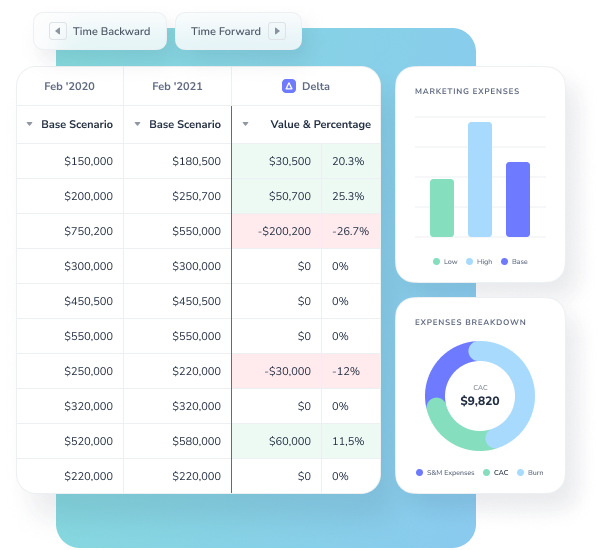 Time Backward Time Forward
Feb '2020 Feb '2021 Delta
Base Scenario Base Scenario Value & Percentage
$150,000 $180,500 $30,500 20.3%
$200,000 $250,700 $50,700 25.3%
$750,200 $550,000 -$200,200 -26.7%
$300,000 $300,000 $0 0%
$450,500 $450,500 $0 0%
$550,000 $550,000 $0 0%
$250,000 $220,000 -$30,000 -12%
$320,000 $320,000 $0 0%
$520,000 $580,000 $60,000 11,5%
$220,000 $220,000 $0 0%
MARKETING EXPENSES
Low High Base
EXPENSES BREAKDOWN
CAC
$9,820
S&M Expenses CAC Burn